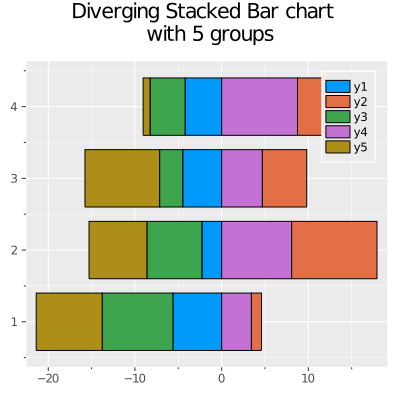 Diverging Stacked Bar chart
with 5 groups
y1
y2
y3
y4
y5
4
3
2
1
−20 −10 0 10